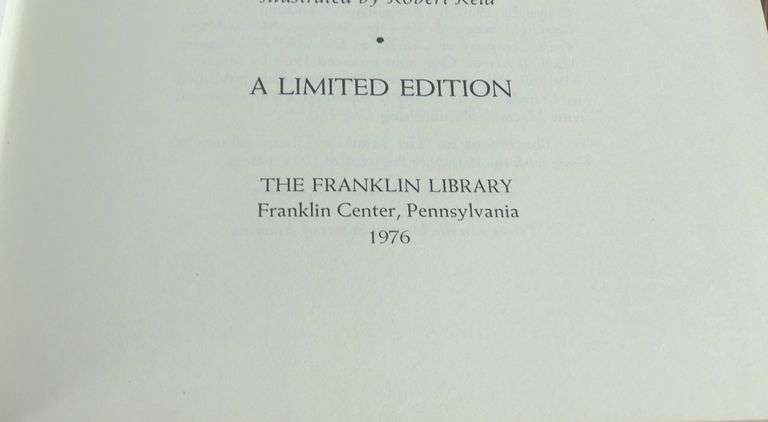 Illustrated by Robert Reid
•
A LIMITED EDITION
THE FRANKLIN LIBRARY
Franklin Center, Pennsylvania
1976